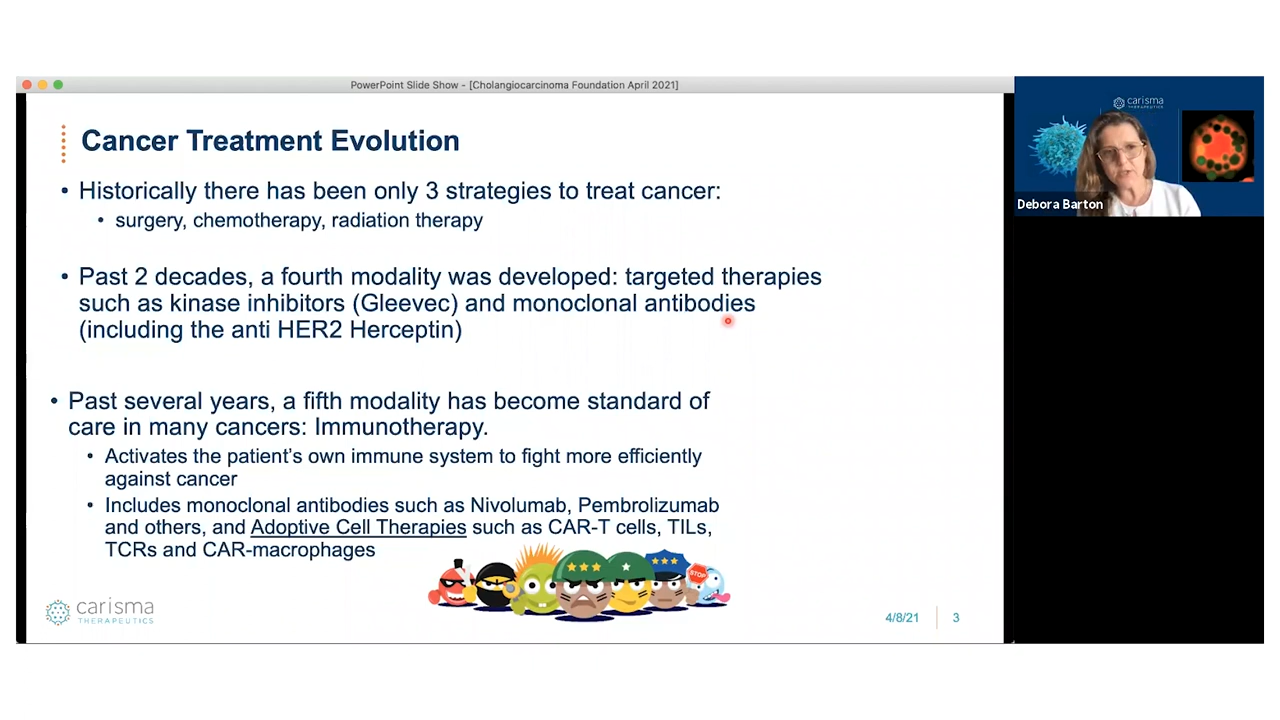 PowerPoint Slide Show - [Cholangiocarcinoma Foundation April 2021]
Cancer Treatment Evolution
• Historically there has been only 3 strategies to treat cancer:
• surgery, chemotherapy, radiation therapy
• Past 2 decades, a fourth modality was developed: targeted therapies
such as kinase inhibitors (Gleevec) and monoclonal antibodies
(including the anti HER2 Herceptin)
• Past several years, a fifth modality has become standard of
care in many cancers: Immunotherapy.
• Activates the patient's own immune system to fight more efficiently
against cancer
• Includes monoclonal antibodies such as Nivolumab, Pembrolizumab
and others, and Adoptive Cell Therapies such as CAR-T cells, TILs,
TCRs and CAR-macrophages
STOP
carisma
THERAPEUTICS
4/8/21
3
carisma
THERAPEUTICS
Debora Barton